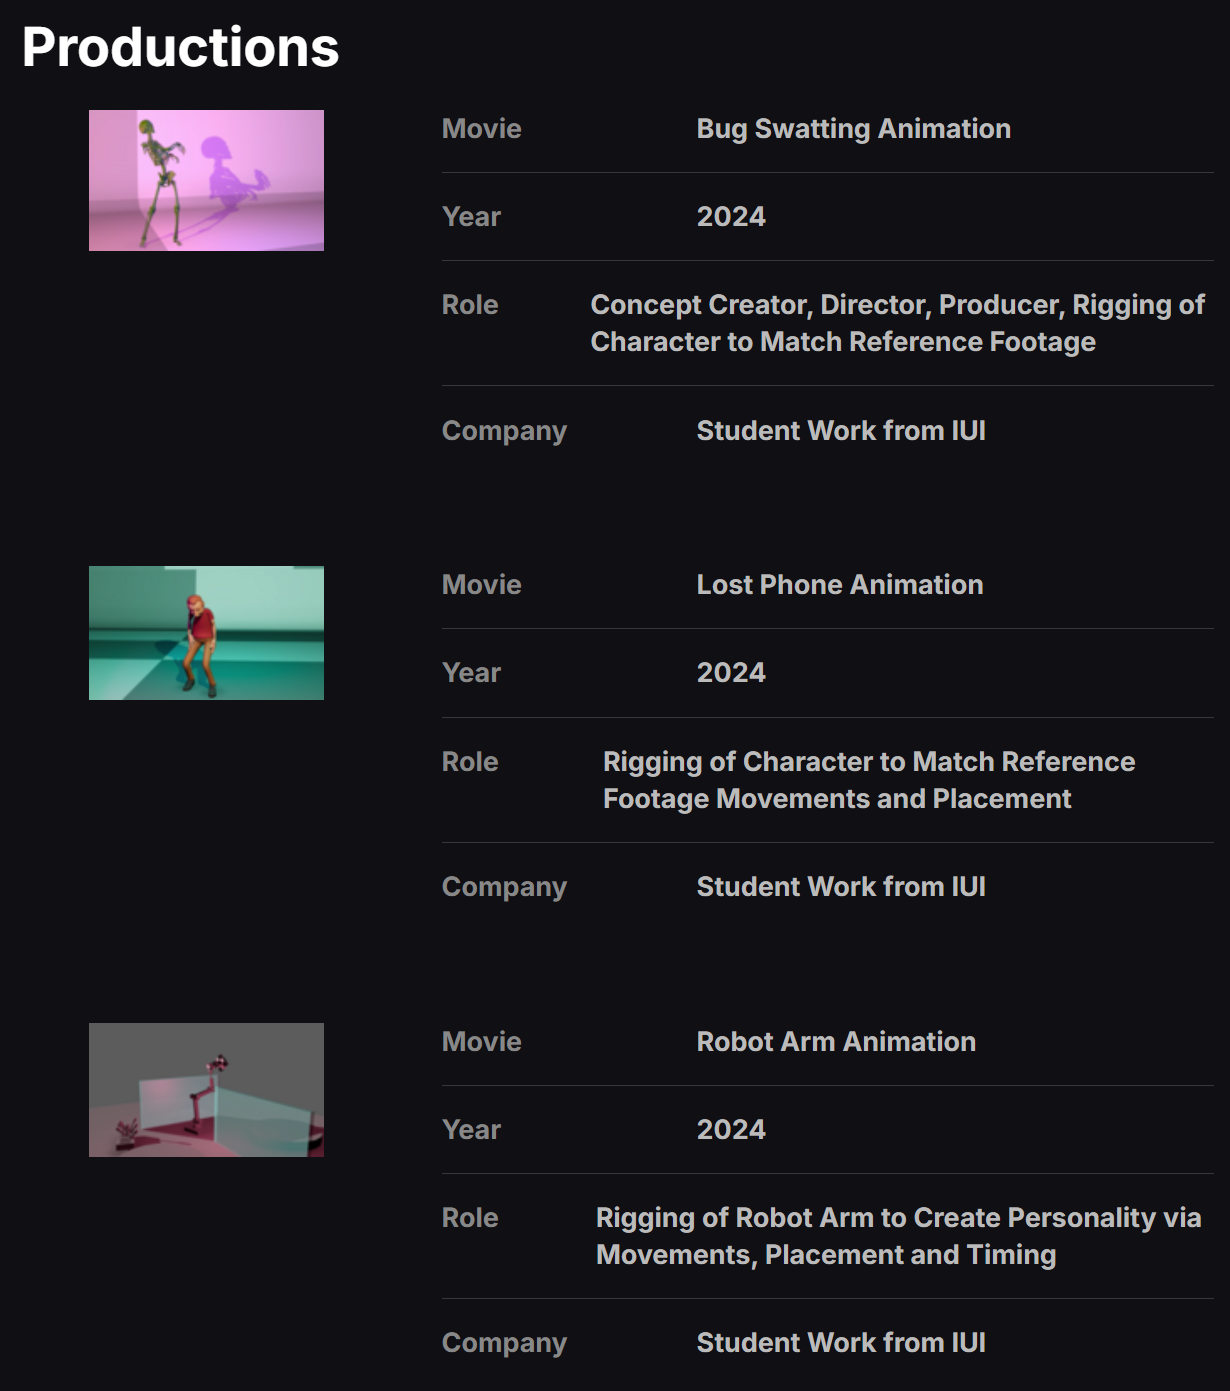 Productions
Movie Bug Swatting Animation
Year 2024
Role Concept Creator, Director, Producer, Rigging of
Character to Match Reference Footage
Company Student Work from IUI
Movie Lost Phone Animation
Year 2024
Role Rigging of Character to Match Reference
Footage Movements and Placement
Company Student Work from IUI
Movie Robot Arm Animation
Year 2024
Role Rigging of Robot Arm to Create Personality via
Movements, Placement and Timing
Company Student Work from IUI